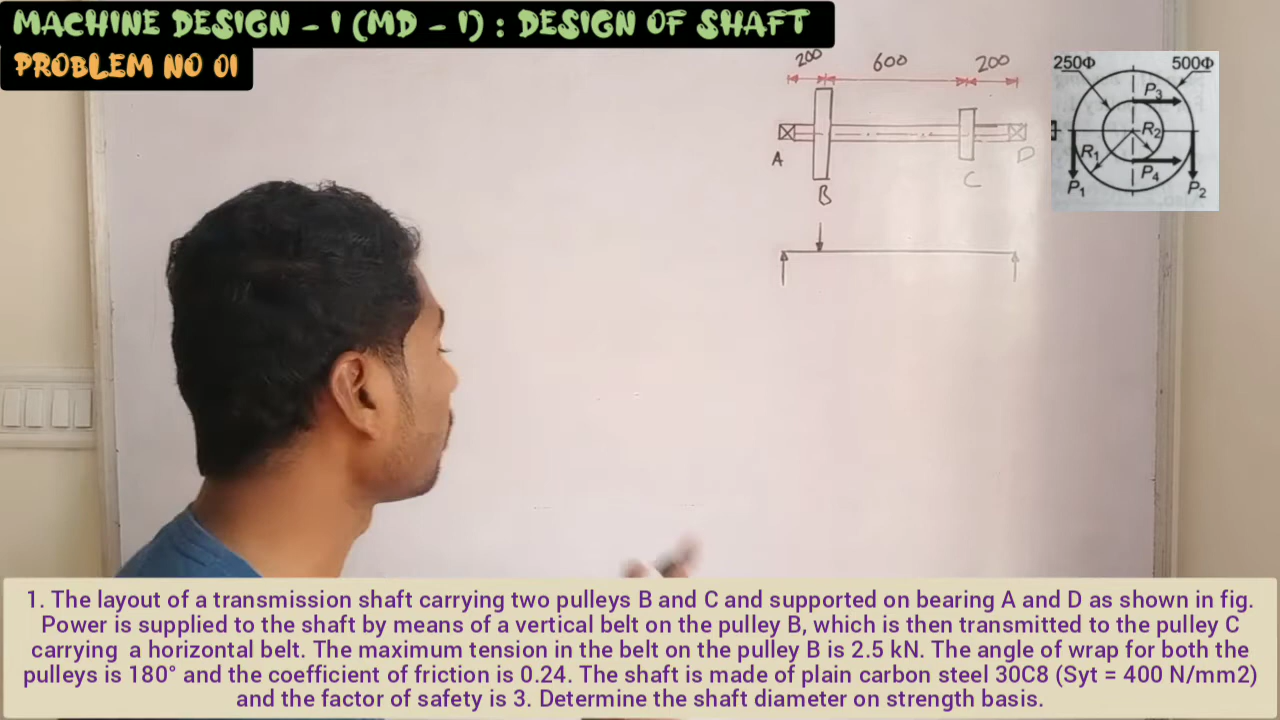 MACHINE DESIGN - 1 (MD - 1) : DESIGN OF SHAFT
PROBLEM NO 01
200 600 200
A
B
C
D
250Φ 500Φ
P3
R2
R1
P4
P1 P2
1. The layout of a transmission shaft carrying two pulleys B and C and supported on bearing A and D as shown in fig.
Power is supplied to the shaft by means of a vertical belt on the pulley B, which is then transmitted to the pulley C
carrying a horizontal belt. The maximum tension in the belt on the pulley B is 2.5 kN. The angle of wrap for both the
pulleys is 180° and the coefficient of friction is 0.24. The shaft is made of plain carbon steel 30C8 (Syt = 400 N/mm2)
and the factor of safety is 3. Determine the shaft diameter on strength basis.